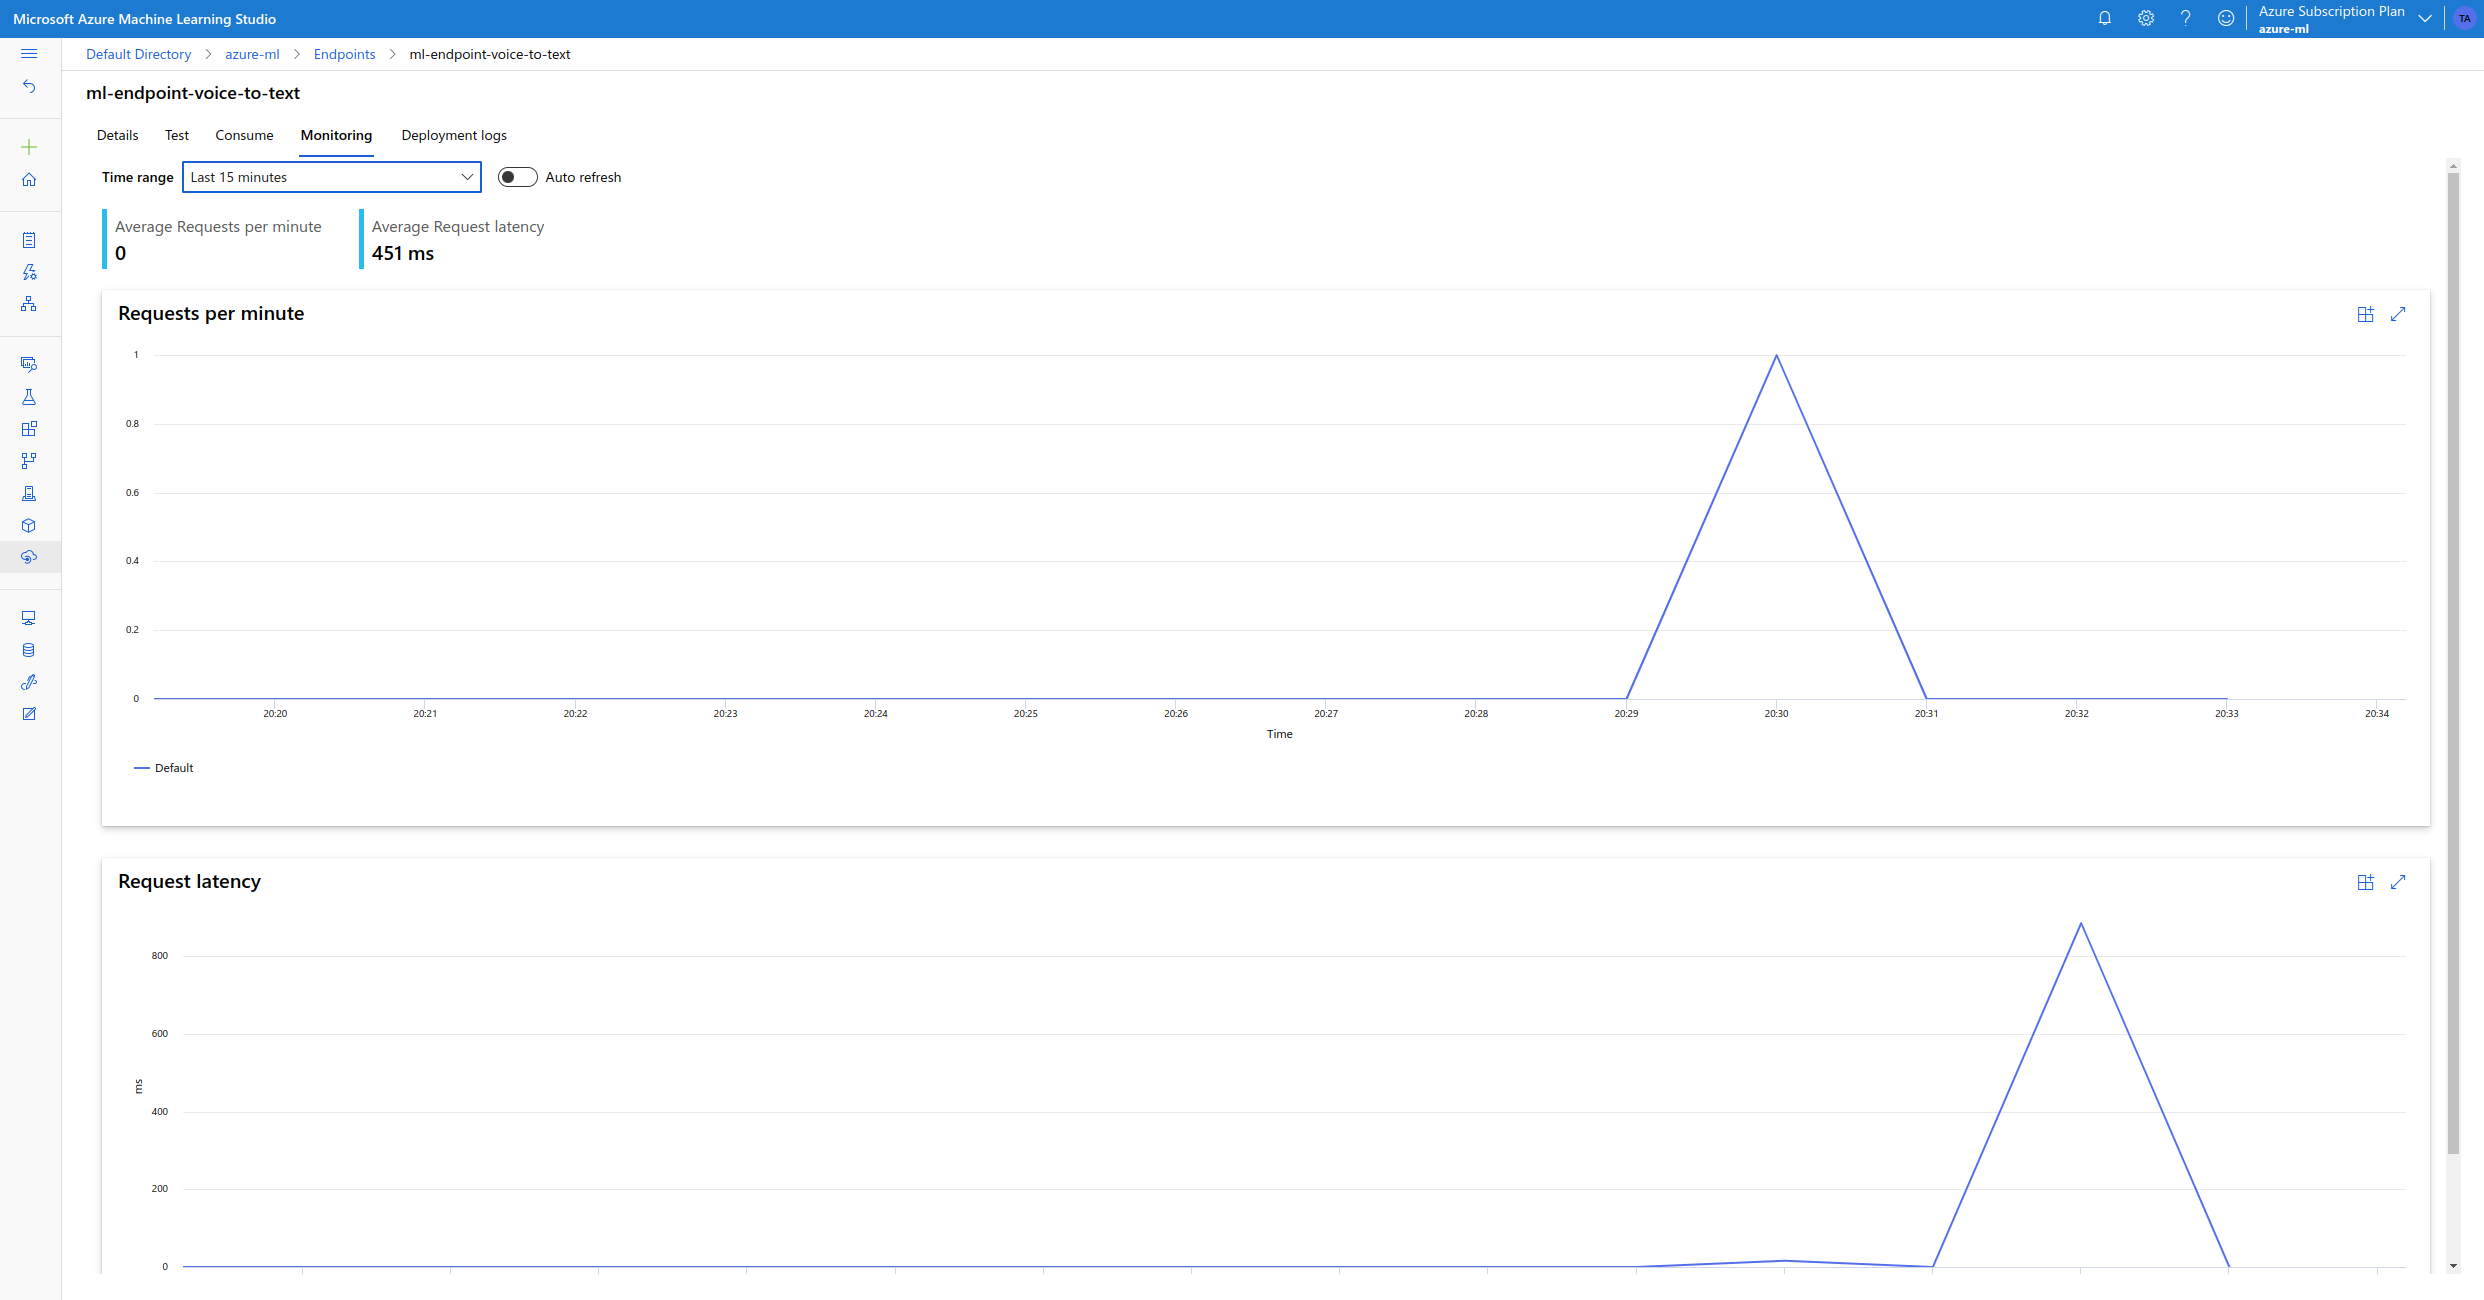 Microsoft Azure Machine Learning Studio
Azure Subscription Plan
azure-ml
TA
Default Directory > azure-ml > Endpoints > ml-endpoint-voice-to-text
ml-endpoint-voice-to-text
Details Test Consume Monitoring Deployment logs
Time range Last 15 minutes Auto refresh
Average Requests per minute
0
Average Request latency
451 ms
Requests per minute
1
0.8
0.6
0.4
0.2
0
20:20 20:21 20:22 20:23 20:24 20:25 20:26 20:27 20:28 20:29 20:30 20:31 20:32 20:33 20:34
Time
Default
Request latency
800
600
ms
400
200
0